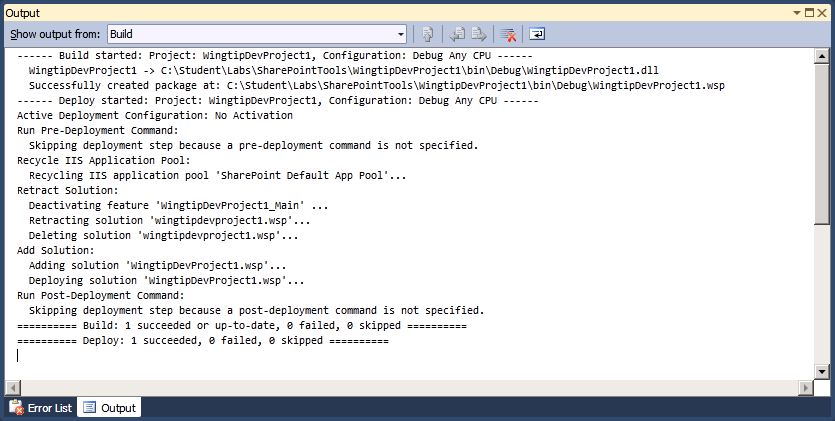 Output
Show output from: Build
------ Build started: Project: WingtipDevProject1, Configuration: Debug Any CPU ------
  WingtipDevProject1 -> C:\Student\Labs\SharePointTools\WingtipDevProject1\bin\Debug\WingtipDevProject1.dll
  Successfully created package at: C:\Student\Labs\SharePointTools\WingtipDevProject1\bin\Debug\WingtipDevProject1.wsp
------ Deploy started: Project: WingtipDevProject1, Configuration: Debug Any CPU ------
Active Deployment Configuration: No Activation
Run Pre-Deployment Command:
  Skipping deployment step because a pre-deployment command is not specified.
Recycle IIS Application Pool:
  Recycling IIS application pool 'SharePoint Default App Pool'...
Retract Solution:
  Deactivating feature 'WingtipDevProject1_Main' ...
  Retracting solution 'wingtipdevproject1.wsp'...
  Deleting solution 'wingtipdevproject1.wsp'...
Add Solution:
  Adding solution 'WingtipDevProject1.wsp'...
  Deploying solution 'WingtipDevProject1.wsp'...
Run Post-Deployment Command:
  Skipping deployment step because a post-deployment command is not specified.
========== Build: 1 succeeded or up-to-date, 0 failed, 0 skipped ==========
========== Deploy: 1 succeeded, 0 failed, 0 skipped ==========
Error List Output